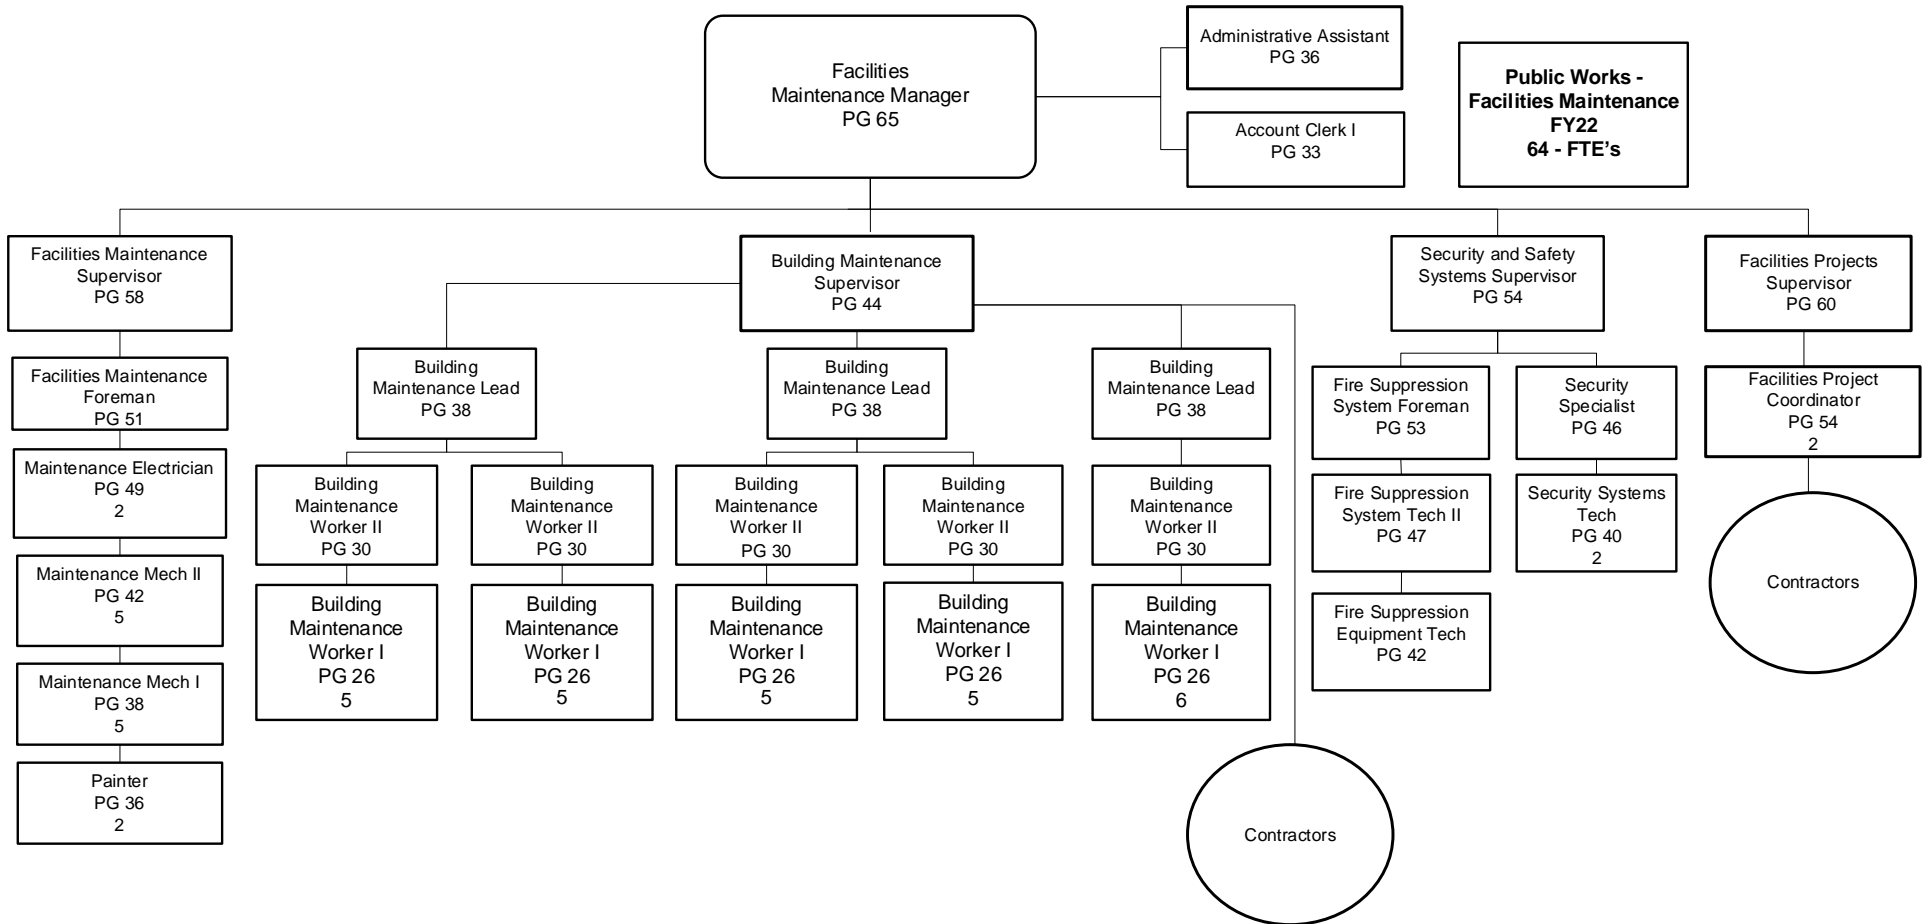 Facilities
Maintenance Manager
PG 65
Administrative Assistant
PG 36
Account Clerk I
PG 33
Public Works -
Facilities Maintenance
FY22
64 - FTE’s
Facilities Maintenance
Supervisor
PG 58
Facilities Maintenance
Foreman
PG 51
Maintenance Electrician
PG 49
2
Maintenance Mech II
PG 42
5
Maintenance Mech I
PG 38
5
Painter
PG 36
2
Building Maintenance
Supervisor
PG 44
Building
Maintenance Lead
PG 38
Building
Maintenance
Worker II
PG 30
Building
Maintenance
Worker I
PG 26
5
Building
Maintenance
Worker II
PG 30
Building
Maintenance
Worker I
PG 26
5
Building
Maintenance Lead
PG 38
Building
Maintenance
Worker II
PG 30
Building
Maintenance
Worker I
PG 26
5
Building
Maintenance
Worker II
PG 30
Building
Maintenance
Worker I
PG 26
5
Building
Maintenance Lead
PG 38
Building
Maintenance
Worker II
PG 30
Building
Maintenance
Worker I
PG 26
6
Contractors
Security and Safety
Systems Supervisor
PG 54
Fire Suppression
System Foreman
PG 53
Fire Suppression
System Tech II
PG 47
Fire Suppression
Equipment Tech
PG 42
Security
Specialist
PG 46
Security Systems
Tech
PG 40
2
Facilities Projects
Supervisor
PG 60
Facilities Project
Coordinator
PG 54
2
Contractors